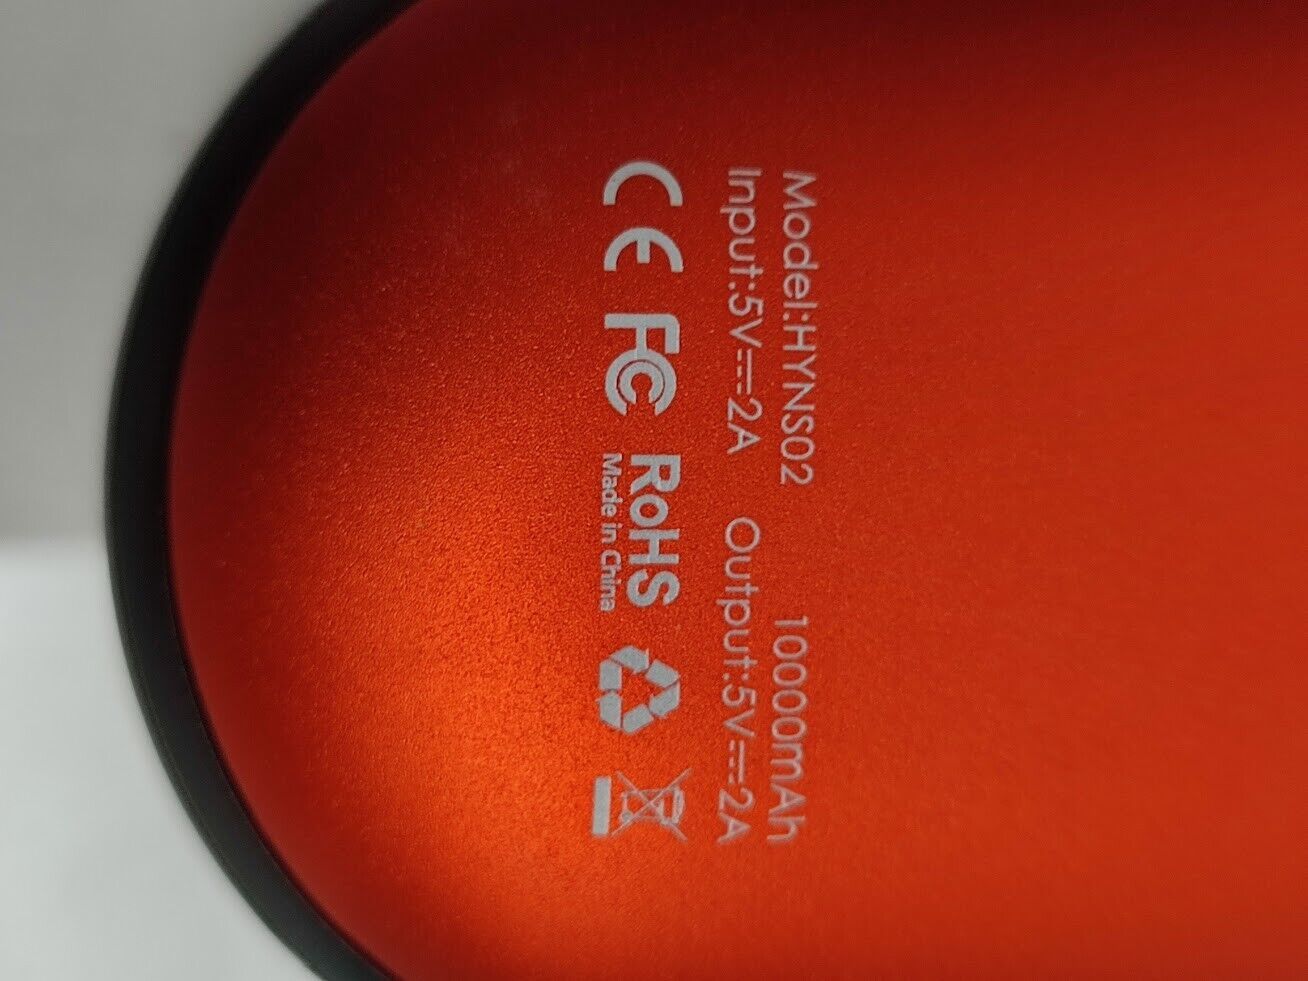 Model:HYNS02 10000mAh
Input:5V⎓2A Output:5V⎓2A
CE FC RoHS
Made in China